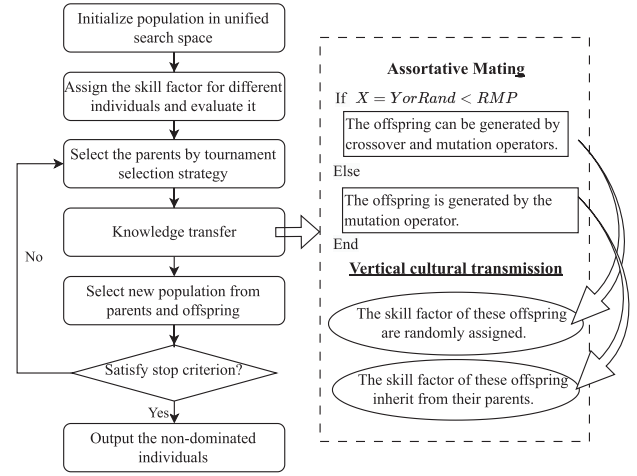 Initialize population in unified
search space
Assign the skill factor for different
individuals and evaluate it
Select the parents by tournament
selection strategy
Knowledge transfer
Select new population from
parents and offspring
Satisfy stop criterion?
No
Yes
Output the non-dominated
individuals
Assortative Mating
If X = YorRand < RMP
The offspring can be generated by
crossover and mutation operators.
Else
The offspring is generated by the
mutation operator.
End
Vertical cultural transmission
The skill factor of these offspring
are randomly assigned.
The skill factor of these offspring
inherit from their parents.